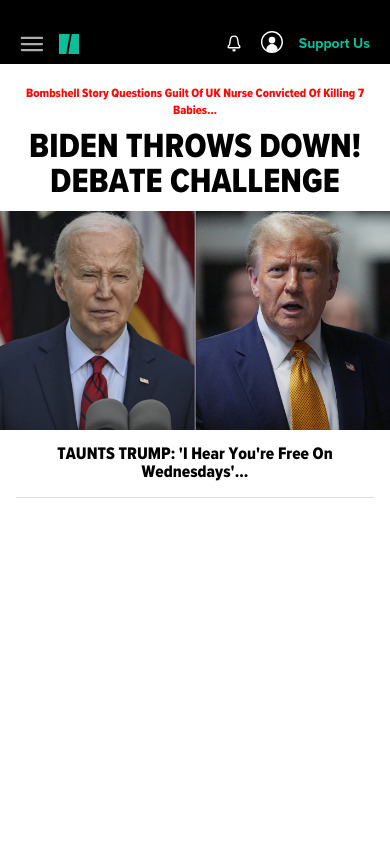 Support Us
Bombshell Story Questions Guilt Of UK Nurse Convicted Of Killing 7
Babies...
BIDEN THROWS DOWN!
DEBATE CHALLENGE
TAUNTS TRUMP: 'I Hear You're Free On
Wednesdays'...